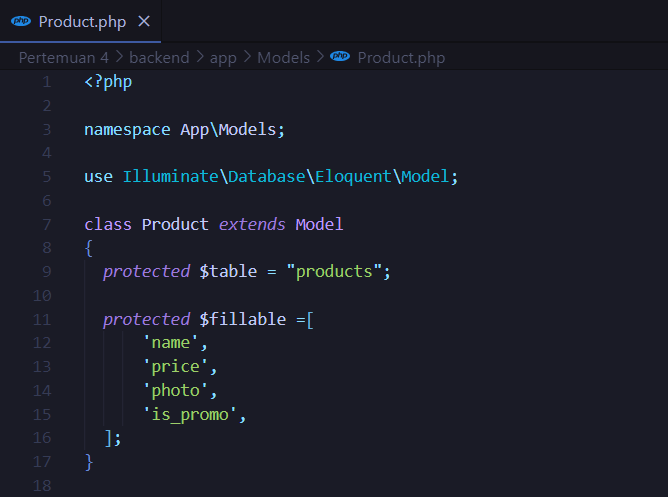 php Product.php ×
Pertemuan 4 > backend > app > Models > php Product.php
1 <?php
2
3 namespace App\Models;
4
5 use Illuminate\Database\Eloquent\Model;
6
7 class Product extends Model
8 {
9   protected $table = "products";
10
11   protected $fillable =[
12       'name',
13       'price',
14       'photo',
15       'is_promo',
16   ];
17 }
18